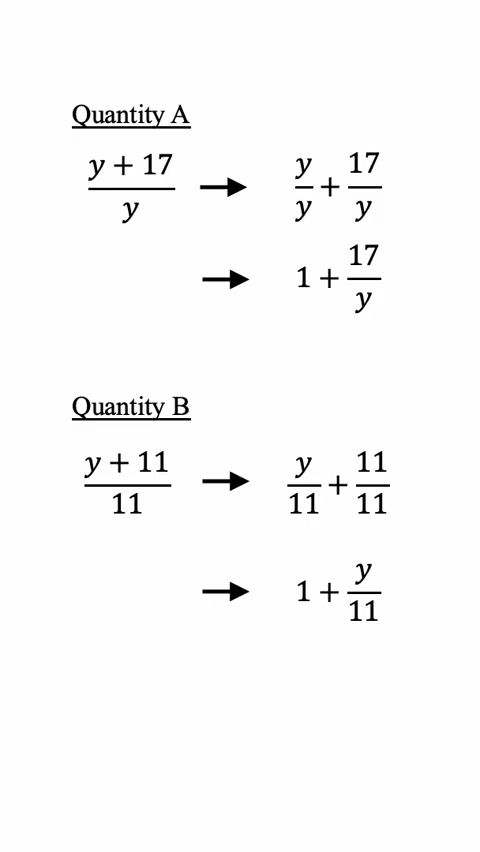 Quantity A
(y + 17)/y → y/y + 17/y
→ 1 + 17/y
Quantity B
(y + 11)/11 → y/11 + 11/11
→ 1 + y/11